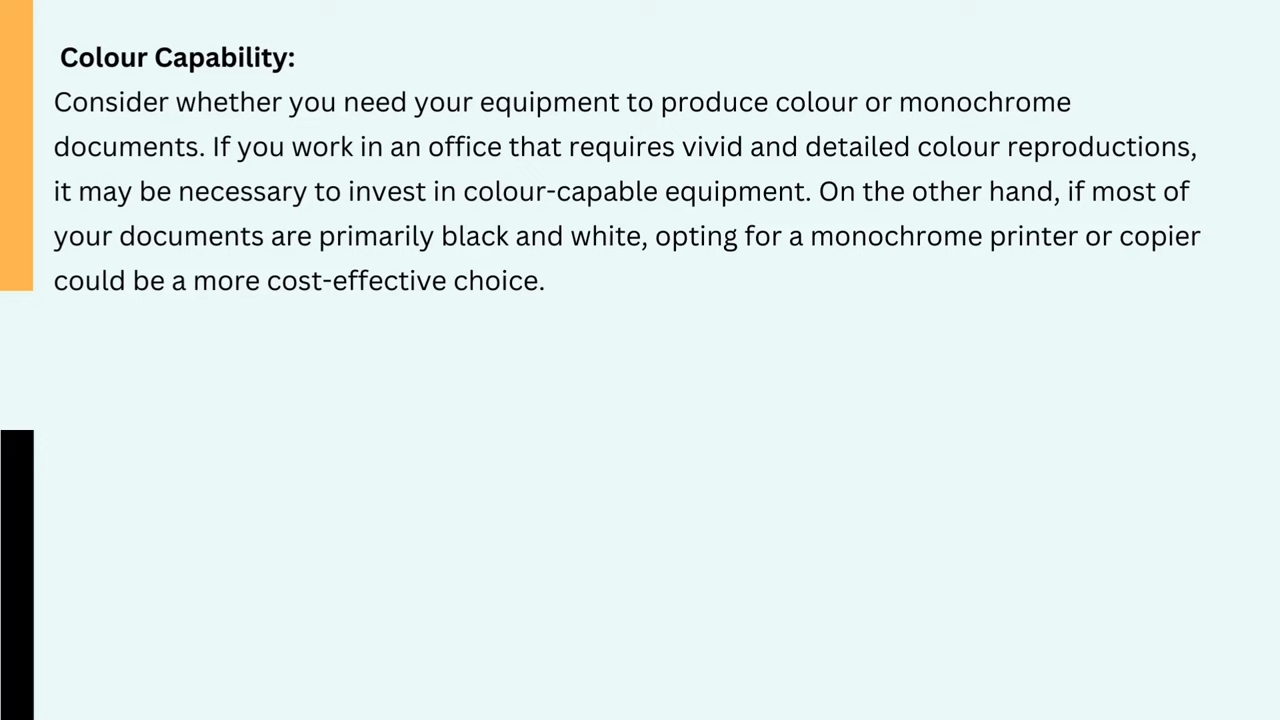 Colour Capability:
Consider whether you need your equipment to produce colour or monochrome
documents. If you work in an office that requires vivid and detailed colour reproductions,
it may be necessary to invest in colour-capable equipment. On the other hand, if most of
your documents are primarily black and white, opting for a monochrome printer or copier
could be a more cost-effective choice.